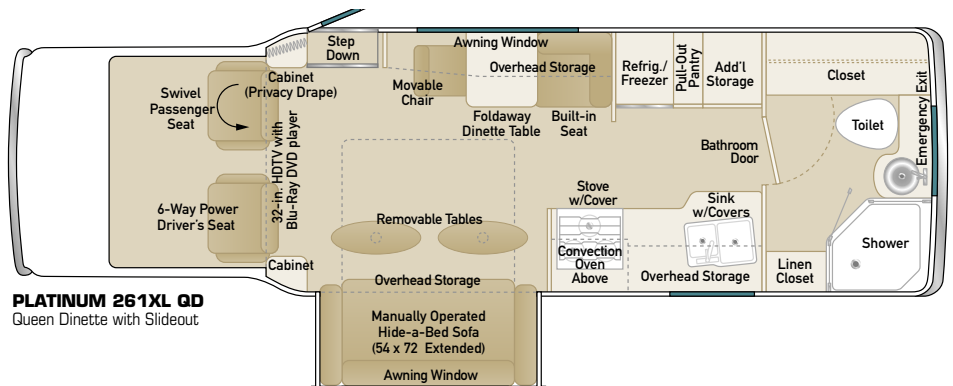 Step
Down
Awning Window
Overhead Storage
Movable
Chair
Foldaway
Dinette Table
Built-in
Seat
Refrig./
Freezer
Pull-Out
Pantry
Add'l
Storage
Closet
Emergency Exit
Toilet
Bathroom
Door
Cabinet
(Privacy Drape)
Swivel
Passenger
Seat
32-in. HDTV with
Blu-Ray DVD player
6-Way Power
Driver's Seat
Cabinet
Removable Tables
Stove
w/Cover
Convection
Oven
Above
Sink
w/Covers
Overhead Storage
Linen
Closet
Shower
Overhead Storage
Manually Operated
Hide-a-Bed Sofa
(54 x 72 Extended)
Awning Window
PLATINUM 261XL QD
Queen Dinette with Slideout